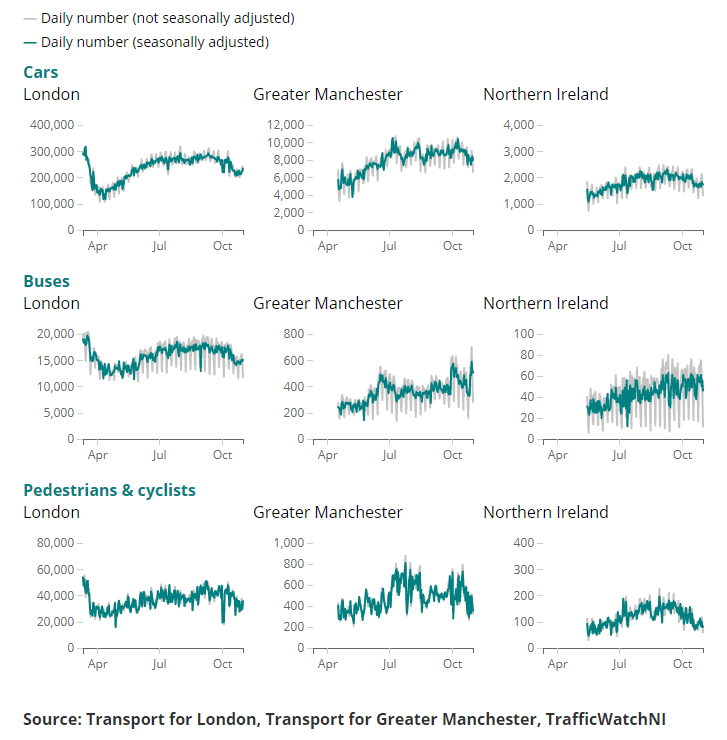 Daily number (not seasonally adjusted)
Daily number (seasonally adjusted)
Cars
London
Greater Manchester
Northern Ireland
400,000
300,000
200,000
100,000
0
Apr Jul Oct
12,000
10,000
8,000
6,000
4,000
2,000
0
Apr Jul Oct
4,000
3,000
2,000
1,000
0
Apr Jul Oct
Buses
London
Greater Manchester
Northern Ireland
20,000
15,000
10,000
5,000
0
Apr Jul Oct
800
600
400
200
0
Apr Jul Oct
100
80
60
40
20
0
Apr Jul Oct
Pedestrians & cyclists
London
Greater Manchester
Northern Ireland
80,000
60,000
40,000
20,000
0
Apr Jul Oct
1,000
800
600
400
200
0
Apr Jul Oct
400
300
200
100
0
Apr Jul Oct
Source: Transport for London, Transport for Greater Manchester, TrafficWatchNI